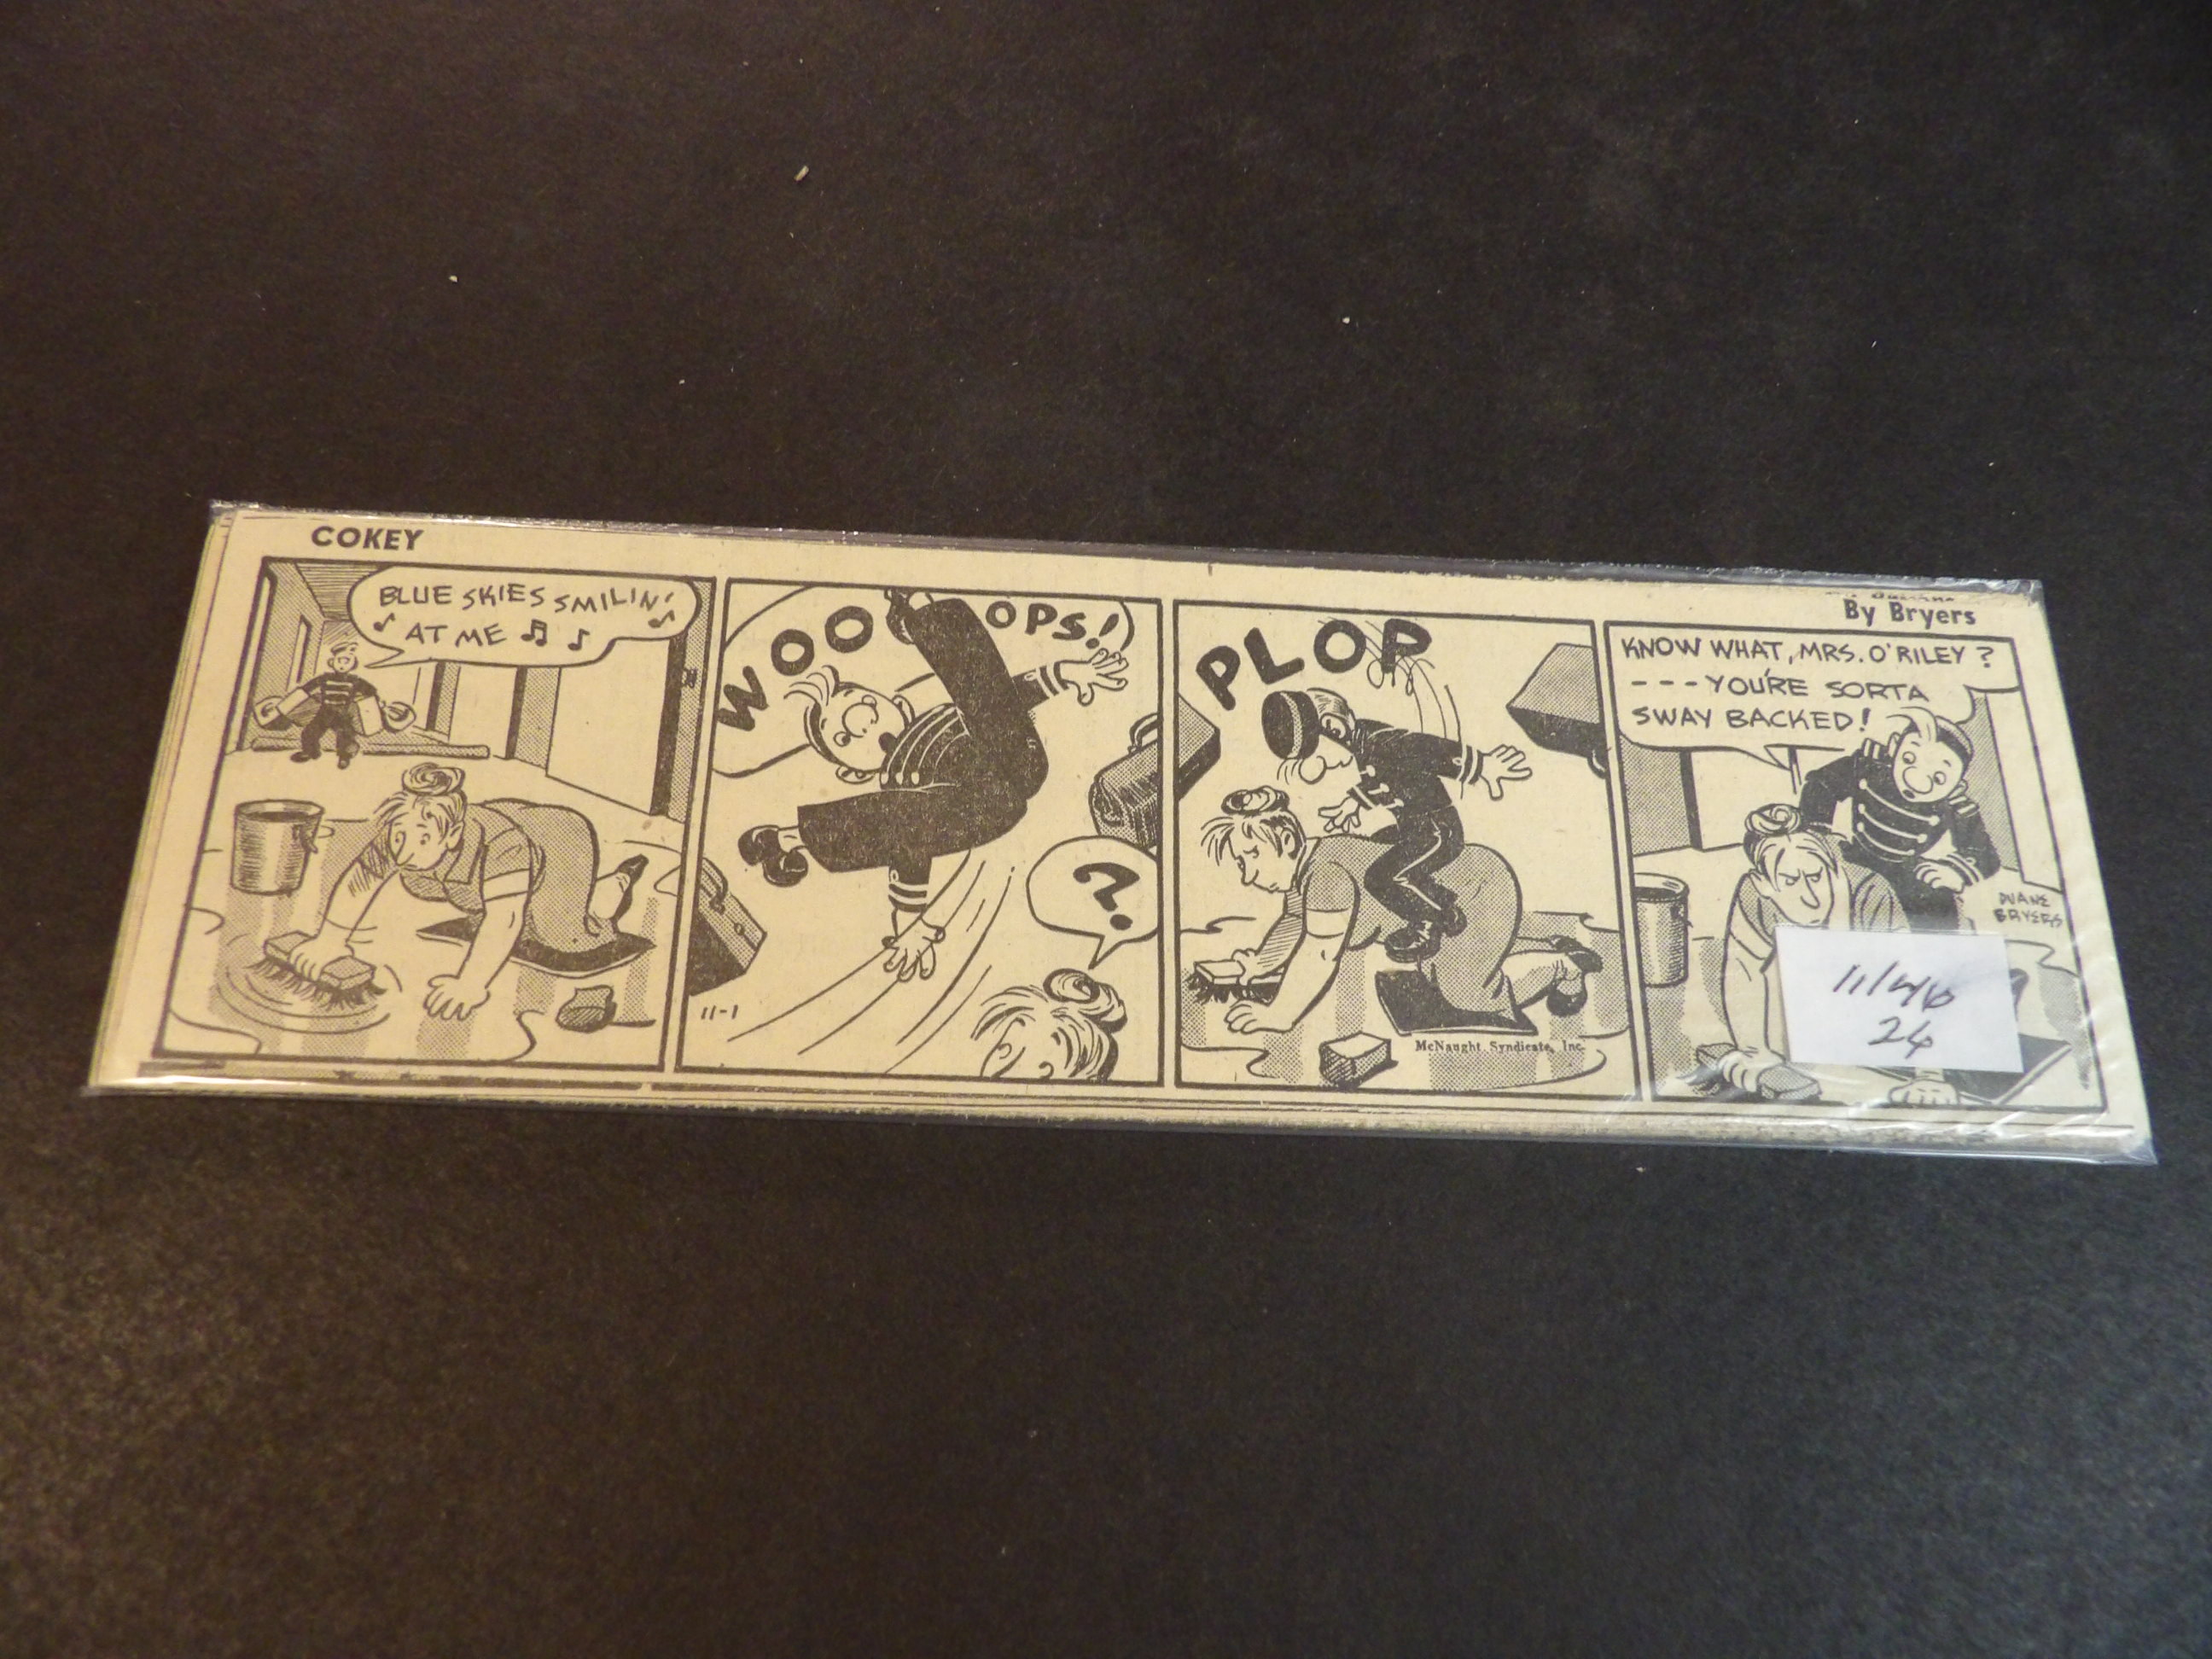 COKEY
By Bryers
BLUE SKIES SMILIN'
AT ME
WOO OPS!
?
11-1
PLOP
McNaught Syndicate, Inc.
KNOW WHAT, MRS. O'RILEY ?
--- YOU'RE SORTA
SWAY BACKED!
DUANE
BRYERS
11/46
24